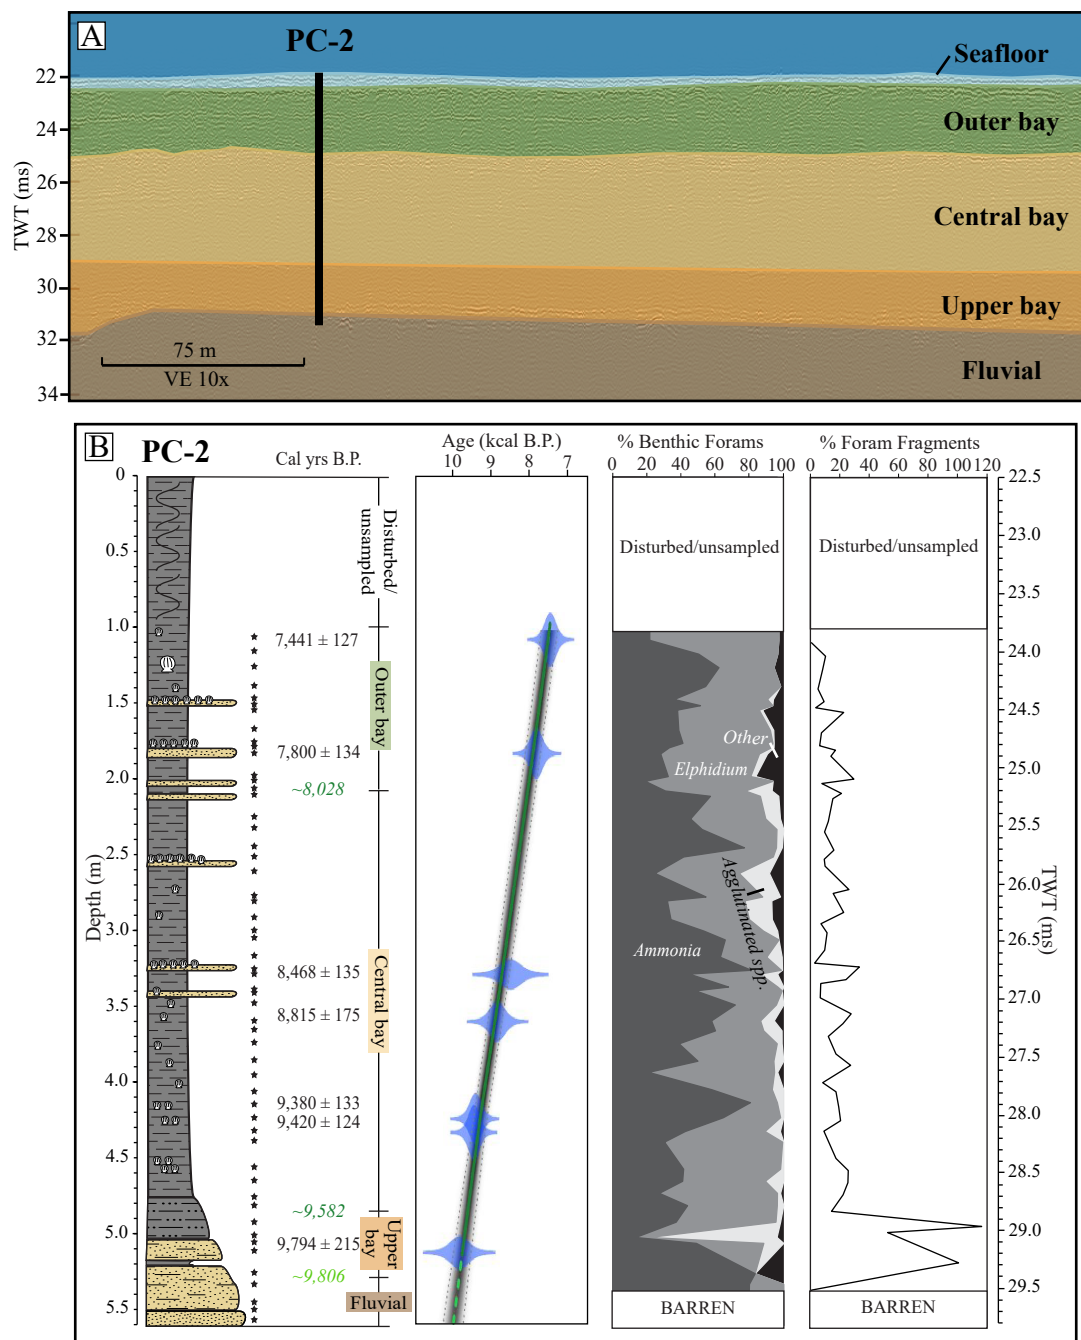 A
PC-2
Seafloor
Outer bay
Central bay
Upper bay
Fluvial
TWT (ms)
22
24
26
28
30
32
34
75 m
VE 10x
B
PC-2
Cal yrs B.P.
Age (kcal B.P.)
10 9 8 7
% Benthic Forams
0 20 40 60 80 100
% Foram Fragments
0 20 40 60 80 100 120
Depth (m)
0
0.5
1.0
1.5
2.0
2.5
3.0
3.5
4.0
4.5
5.0
5.5
7,441 ± 127
7,800 ± 134
~8,028
8,468 ± 135
8,815 ± 175
9,380 ± 133
9,420 ± 124
~9,582
9,794 ± 215
~9,806
Disturbed/
unsampled
Outer bay
Central bay
Upper
bay
Fluvial
Disturbed/unsampled
Other
Elphidium
Agglutinated spp.
Ammonia
BARREN
Disturbed/unsampled
BARREN
22.5
23.0
23.5
24.0
24.5
25.0
25.5
26.0
26.5
27.0
27.5
28.0
28.5
29.0
29.5
TWT (ms)